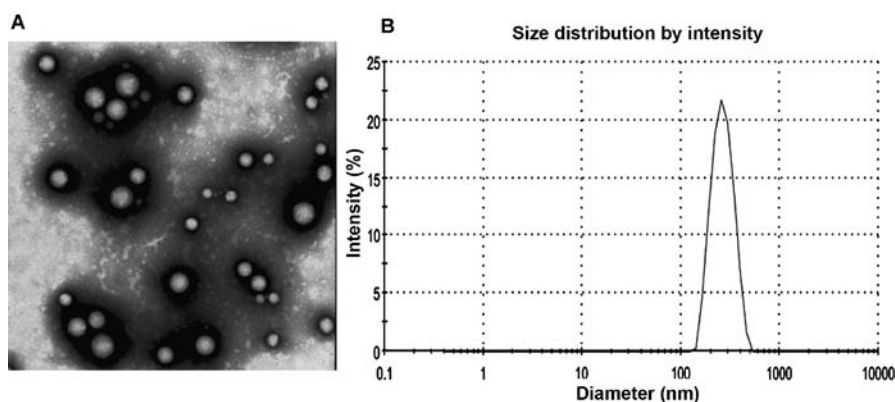 A
B
Size distribution by intensity
Intensity (%)
25
20
15
10
5
0
0.1 1 10 100 1000 10000
Diameter (nm)